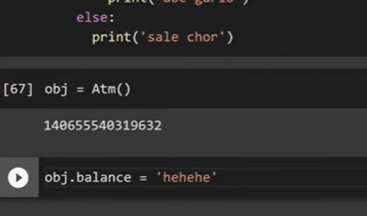 else:
print('sale chor')
[67] obj = Atm()
140655540319632
obj.balance = 'hehehe'